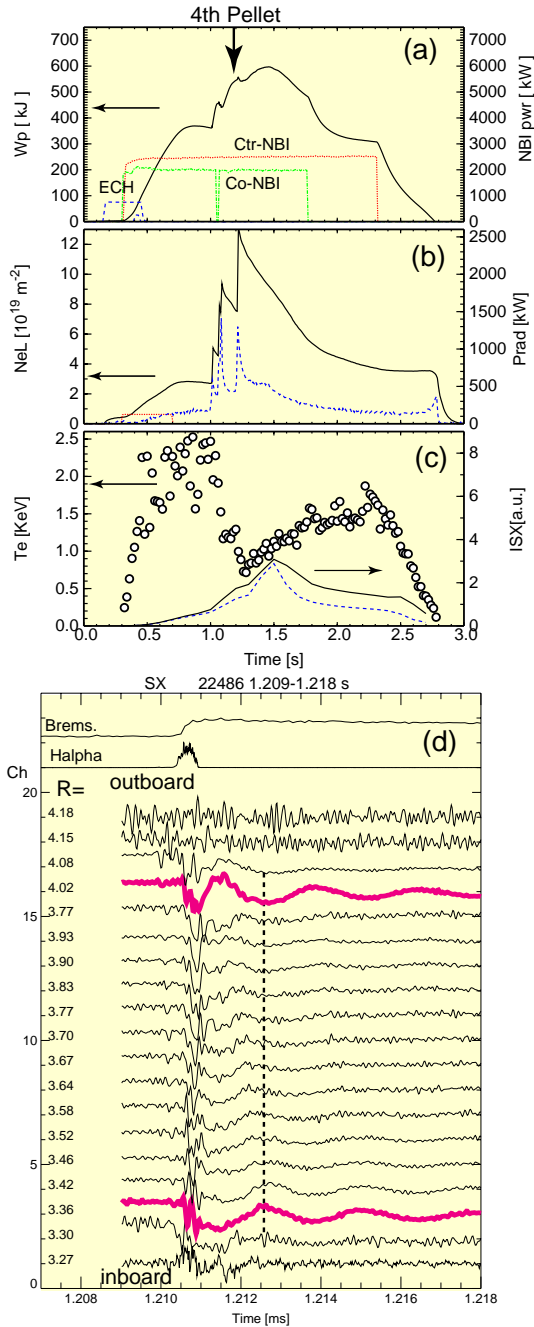 4th Pellet
(a)
Wp [ kJ ]
700
600
500
400
300
200
100
0
7000
6000
5000
4000
3000
2000
1000
0
NBI pwr [ kW ]
Ctr-NBI
Co-NBI
ECH
(b)
NeL [10^19 m^-2]
12
10
8
6
4
2
0
2500
2000
1500
1000
500
0
Prad [kW]
(c)
Te [KeV]
2.5
2.0
1.5
1.0
0.5
0.0
8
6
4
2
0
ISX[a.u.]
0.0 0.5 1.0 1.5 2.0 2.5 3.0
Time [s]
SX 22486 1.209-1.218 s
(d)
Brems.
Halpha
Ch
R=
outboard
20
15
10
5
0
4.18
4.15
4.08
4.02
3.77
3.93
3.90
3.83
3.77
3.70
3.67
3.64
3.58
3.52
3.46
3.42
3.36
3.30
3.27
inboard
1.208 1.210 1.212 1.214 1.216 1.218
Time [ms]